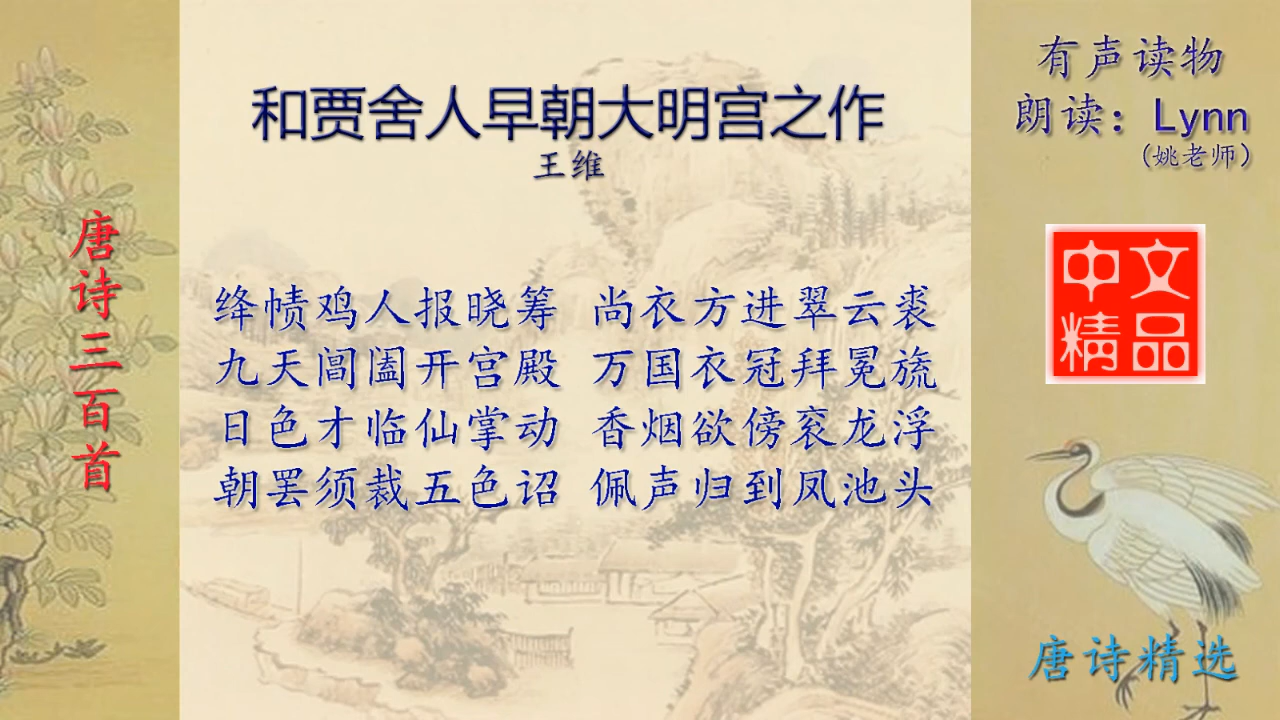 和贾舍人早朝大明宫之作
王维
绛帻鸡人报晓筹 尚衣方进翠云裘
九天阊阖开宫殿 万国衣冠拜冕旒
日色才临仙掌动 香烟欲傍衮龙浮
朝罢须裁五色诏 佩声归到凤池头
唐诗三百首
有声读物
朗读：Lynn
（姚老师）
中文
精品
唐诗精选